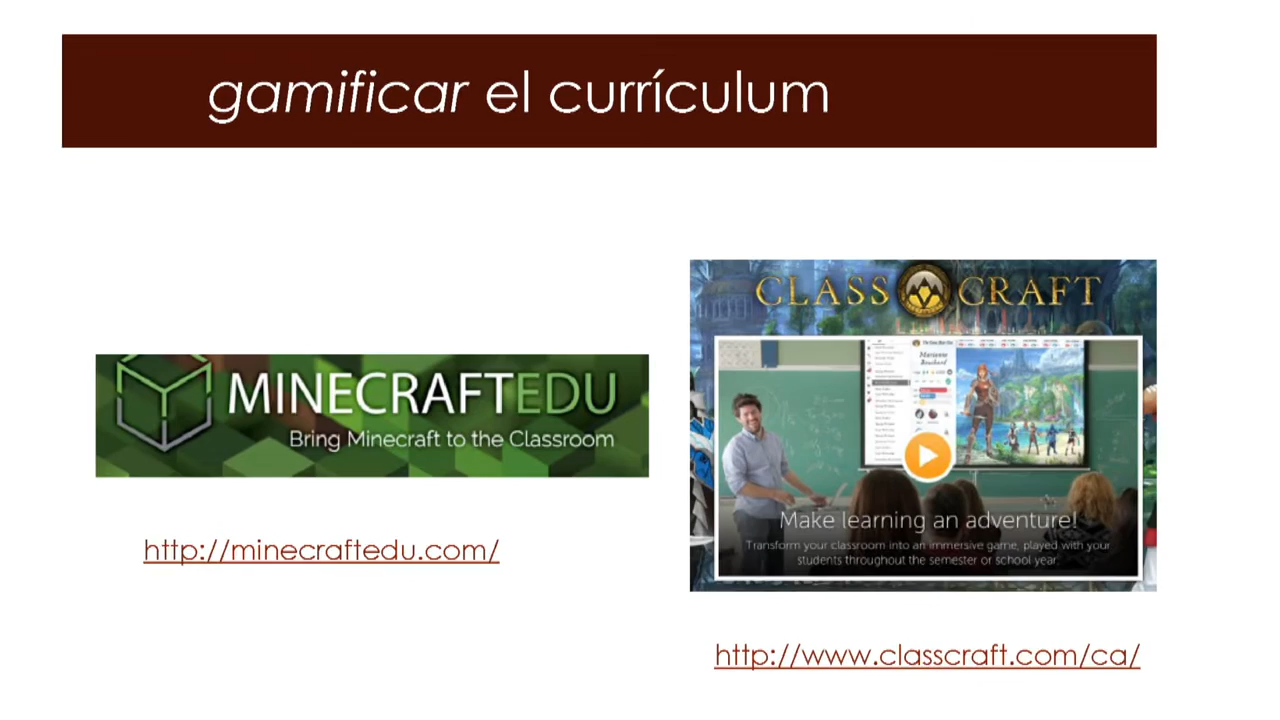 gamificar el currículum
MINECRAFTEDU
Bring Minecraft to the Classroom
http://minecraftedu.com/
CLASS CRAFT
Marianne
Bouchard
Make learning an adventure!
Transform your classroom into an immersive game, played with your
students throughout the semester or school year.
http://www.classcraft.com/ca/